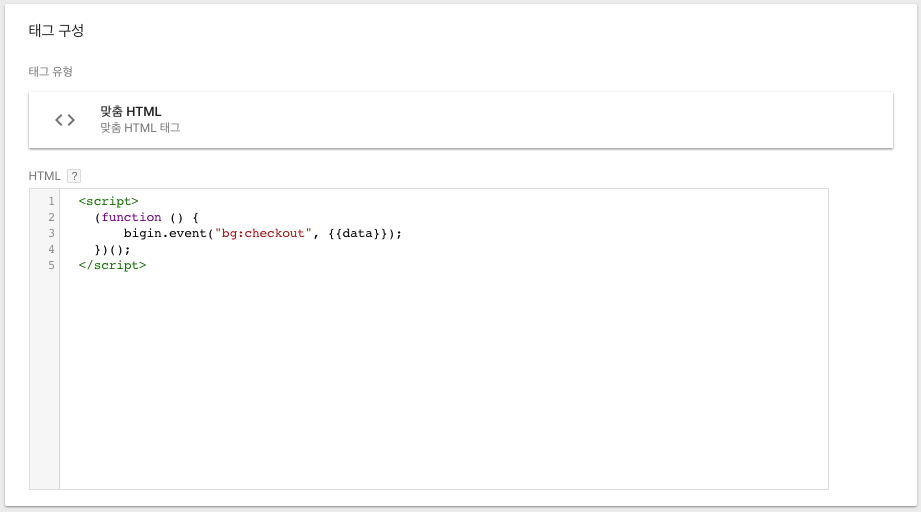 태그 구성
태그 유형
맞춤 HTML
맞춤 HTML 태그
HTML ?
1 <script>
2 (function () {
3 bigin.event("bg:checkout", {{data}});
4 })();
5 </script>